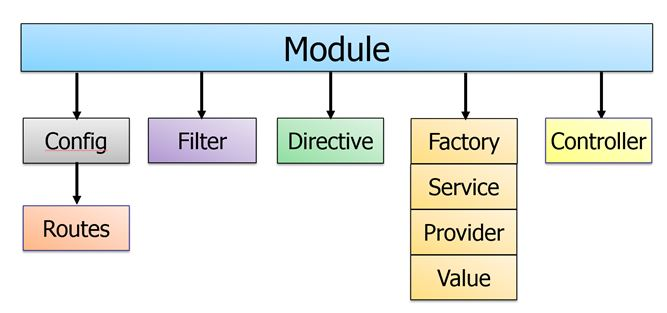 Module
Config
Filter
Directive
Factory
Controller
Service
Routes
Provider
Value